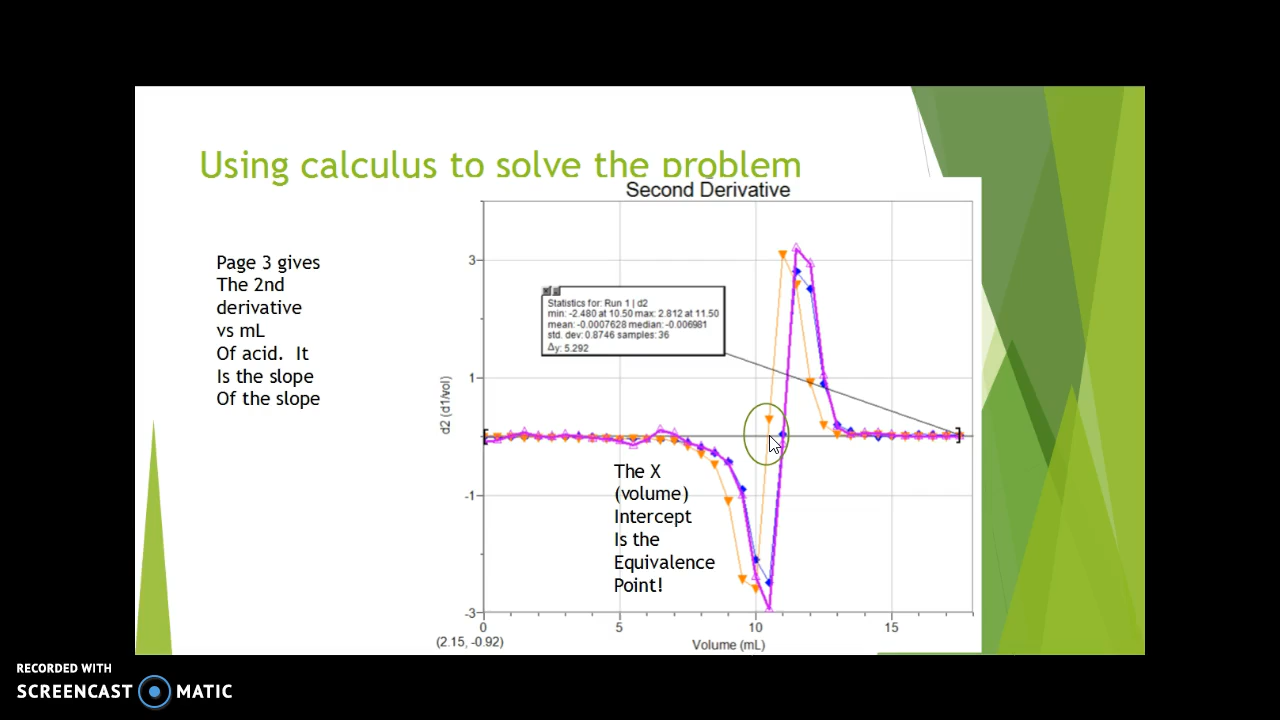 Using calculus to solve the problem
Second Derivative
Page 3 gives
The 2nd
derivative
vs mL
Of acid. It
Is the slope
Of the slope
3
1
-1
-3
d2 (d1/vol)
Statistics for: Run 1 | d2
min: -2.480 at 10.50 max: 2.812 at 11.50
mean: -0.0007628 median: -0.006981
std. dev: 0.8746 samples: 36
Δy: 5.292
The X
(volume)
Intercept
Is the
Equivalence
Point!
0 5 10 15
(2.15, -0.92)
Volume (mL)
RECORDED WITH
SCREENCAST MATIC